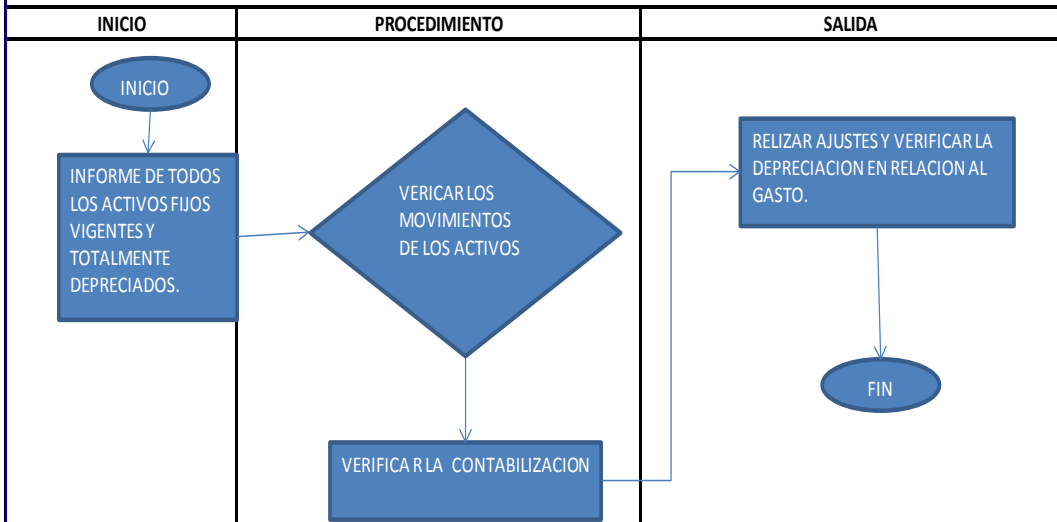 INICIO
PROCEDIMIENTO
SALIDA
INICIO
INFORME DE TODOS
LOS ACTIVOS FIJOS
VIGENTES Y
TOTALMENTE
DEPRECIADOS.
VERICAR LOS
MOVIMIENTOS
DE LOS ACTIVOS
VERIFICA R LA CONTABILIZACION
RELIZAR AJUSTES Y VERIFICAR LA
DEPRECIACION EN RELACION AL
GASTO.
FIN